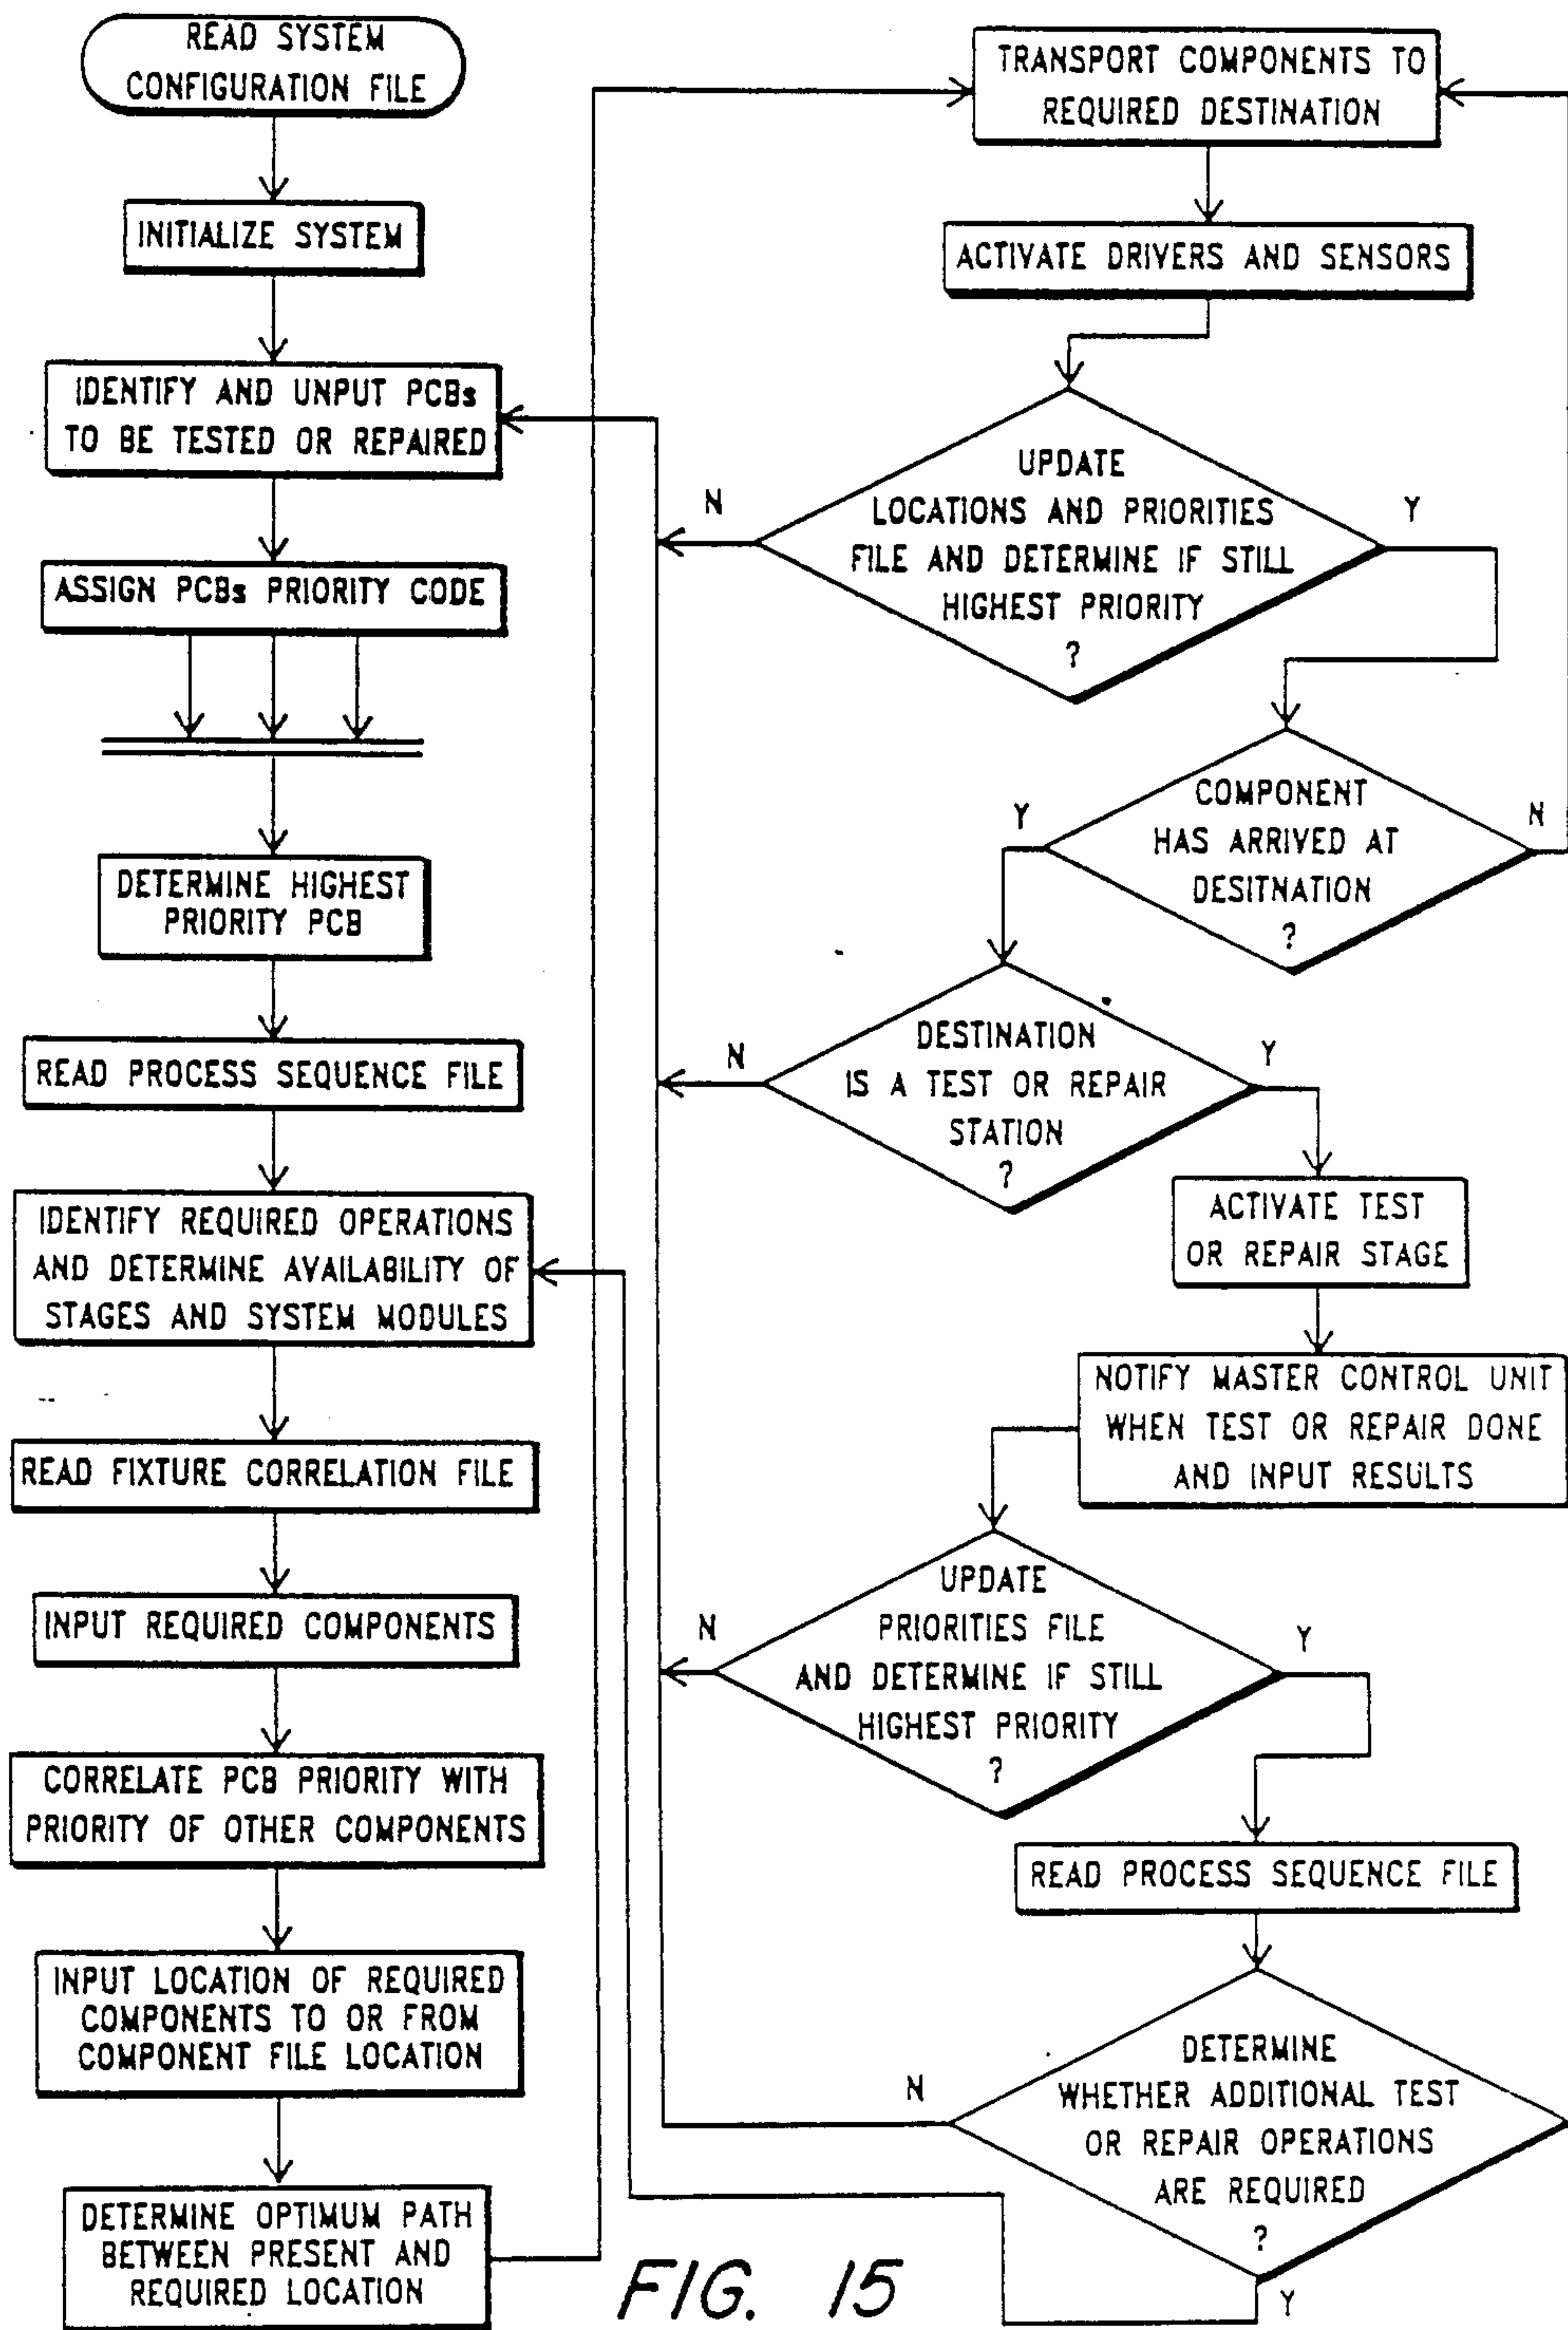 READ SYSTEM
CONFIGURATION FILE
INITIALIZE SYSTEM
IDENTIFY AND UNPUT PCBs
TO BE TESTED OR REPAIRED
ASSIGN PCBs PRIORITY CODE
DETERMINE HIGHEST
PRIORITY PCB
READ PROCESS SEQUENCE FILE
IDENTIFY REQUIRED OPERATIONS
AND DETERMINE AVAILABILITY OF
STAGES AND SYSTEM MODULES
READ FIXTURE CORRELATION FILE
INPUT REQUIRED COMPONENTS
CORRELATE PCB PRIORITY WITH
PRIORITY OF OTHER COMPONENTS
INPUT LOCATION OF REQUIRED
COMPONENTS TO OR FROM
COMPONENT FILE LOCATION
DETERMINE OPTIMUM PATH
BETWEEN PRESENT AND
REQUIRED LOCATION
TRANSPORT COMPONENTS TO
REQUIRED DESTINATION
ACTIVATE DRIVERS AND SENSORS
UPDATE
LOCATIONS AND PRIORITIES
FILE AND DETERMINE IF STILL
HIGHEST PRIORITY
?
N
Y
COMPONENT
HAS ARRIVED AT
DESITNATION
?
Y
N
DESTINATION
IS A TEST OR REPAIR
STATION
?
N
Y
ACTIVATE TEST
OR REPAIR STAGE
NOTIFY MASTER CONTROL UNIT
WHEN TEST OR REPAIR DONE
AND INPUT RESULTS
UPDATE
PRIORITIES FILE
AND DETERMINE IF STILL
HIGHEST PRIORITY
?
N
Y
READ PROCESS SEQUENCE FILE
DETERMINE
WHETHER ADDITIONAL TEST
OR REPAIR OPERATIONS
ARE REQUIRED
?
N
Y
FIG. 15